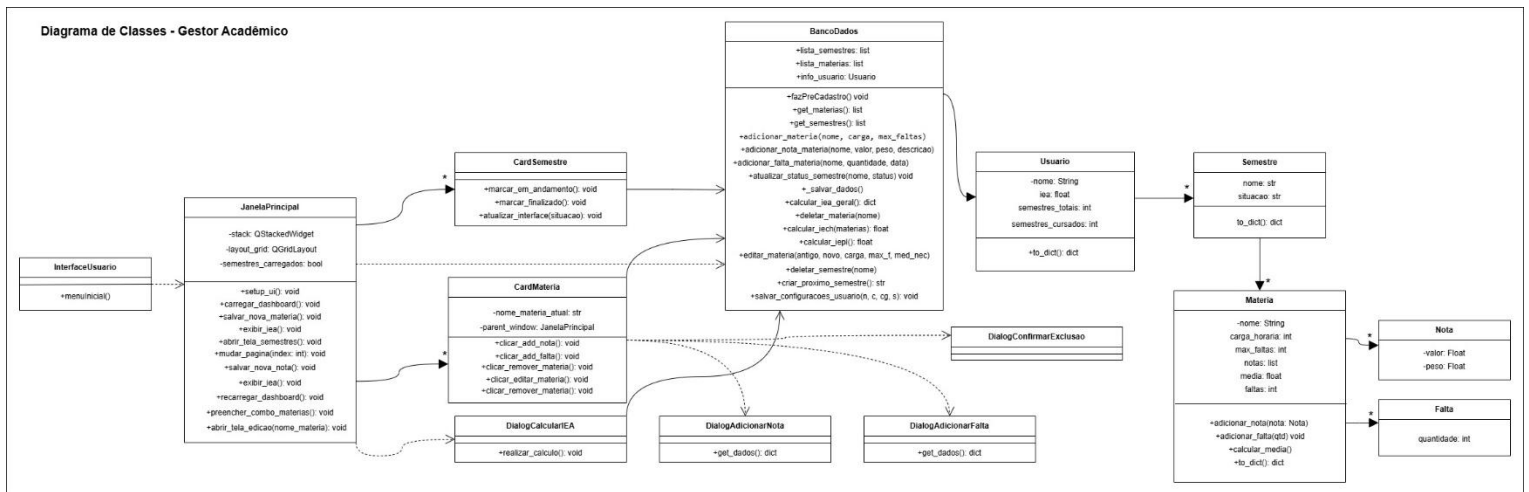 Diagrama de Classes - Gestor Acadêmico
InterfaceUsuario
+menuInicial()
JanelaPrincipal
-stack: QStackedWidget
-layout_grid: QGridLayout
-semestres_carregados: bool
+setup_ui(): void
+carregar_dashboard(): void
+salvar_nova_materia(): void
+exibir_iea(): void
+abrir_tela_semestres(): void
+mudar_pagina(index: int): void
+salvar_nova_nota(): void
+exibir_iea(): void
+recarregar_dashboard(): void
+preencher_combo_materias(): void
+abrir_tela_edicao(nome_materia): void
*
CardSemestre
+marcar_em_andamento(): void
+marcar_finalizado(): void
+atualizar_interface(situacao): void
*
CardMateria
-nome_materia_atual: str
-parent_window: JanelaPrincipal
+clicar_add_nota(): void
+clicar_add_falta(): void
+clicar_remover_materia(): void
+clicar_editar_materia(): void
+clicar_remover_materia(): void
DialogCalcularIEA
+realizar_calculo(): void
DialogAdicionarNota
+get_dados(): dict
DialogAdicionarFalta
+get_dados(): dict
DialogConfirmarExclusao
BancoDados
+lista_semestres: list
+lista_materias: list
+info_usuario: Usuario
+fazPreCadastro() void
+get_materias(): list
+get_semestres(): list
+adicionar_materia(nome, carga, max_faltas)
+adicionar_nota_materia(nome, valor, peso, descricao)
+adicionar_falta_materia(nome, quantidade, data)
+atualizar_status_semestre(nome, status) void
+_salvar_dados()
+calcular_iea_geral(): dict
+deletar_materia(nome)
+calcular_iech(materias): float
+calcular_iepl(): float
+editar_materia(antigo, novo, carga, max_f, med_nec)
+deletar_semestre(nome)
+criar_proximo_semestre(): str
+salvar_configuracoes_usuario(n, c, cg, s): void
Usuario
-nome: String
iea: float
semestres_totais: int
semestres_cursados: int
+to_dict(): dict
*
Semestre
nome: str
situacao: str
to_dict(): dict
*
Materia
-nome: String
carga_horaria: int
max_faltas: int
notas: list
media: float
faltas: int
+adicionar_nota(nota: Nota)
+adicionar_falta(qtd) void
+calcular_media()
+to_dict(): dict
*
Nota
-valor: Float
-peso: Float
*
Falta
quantidade: int